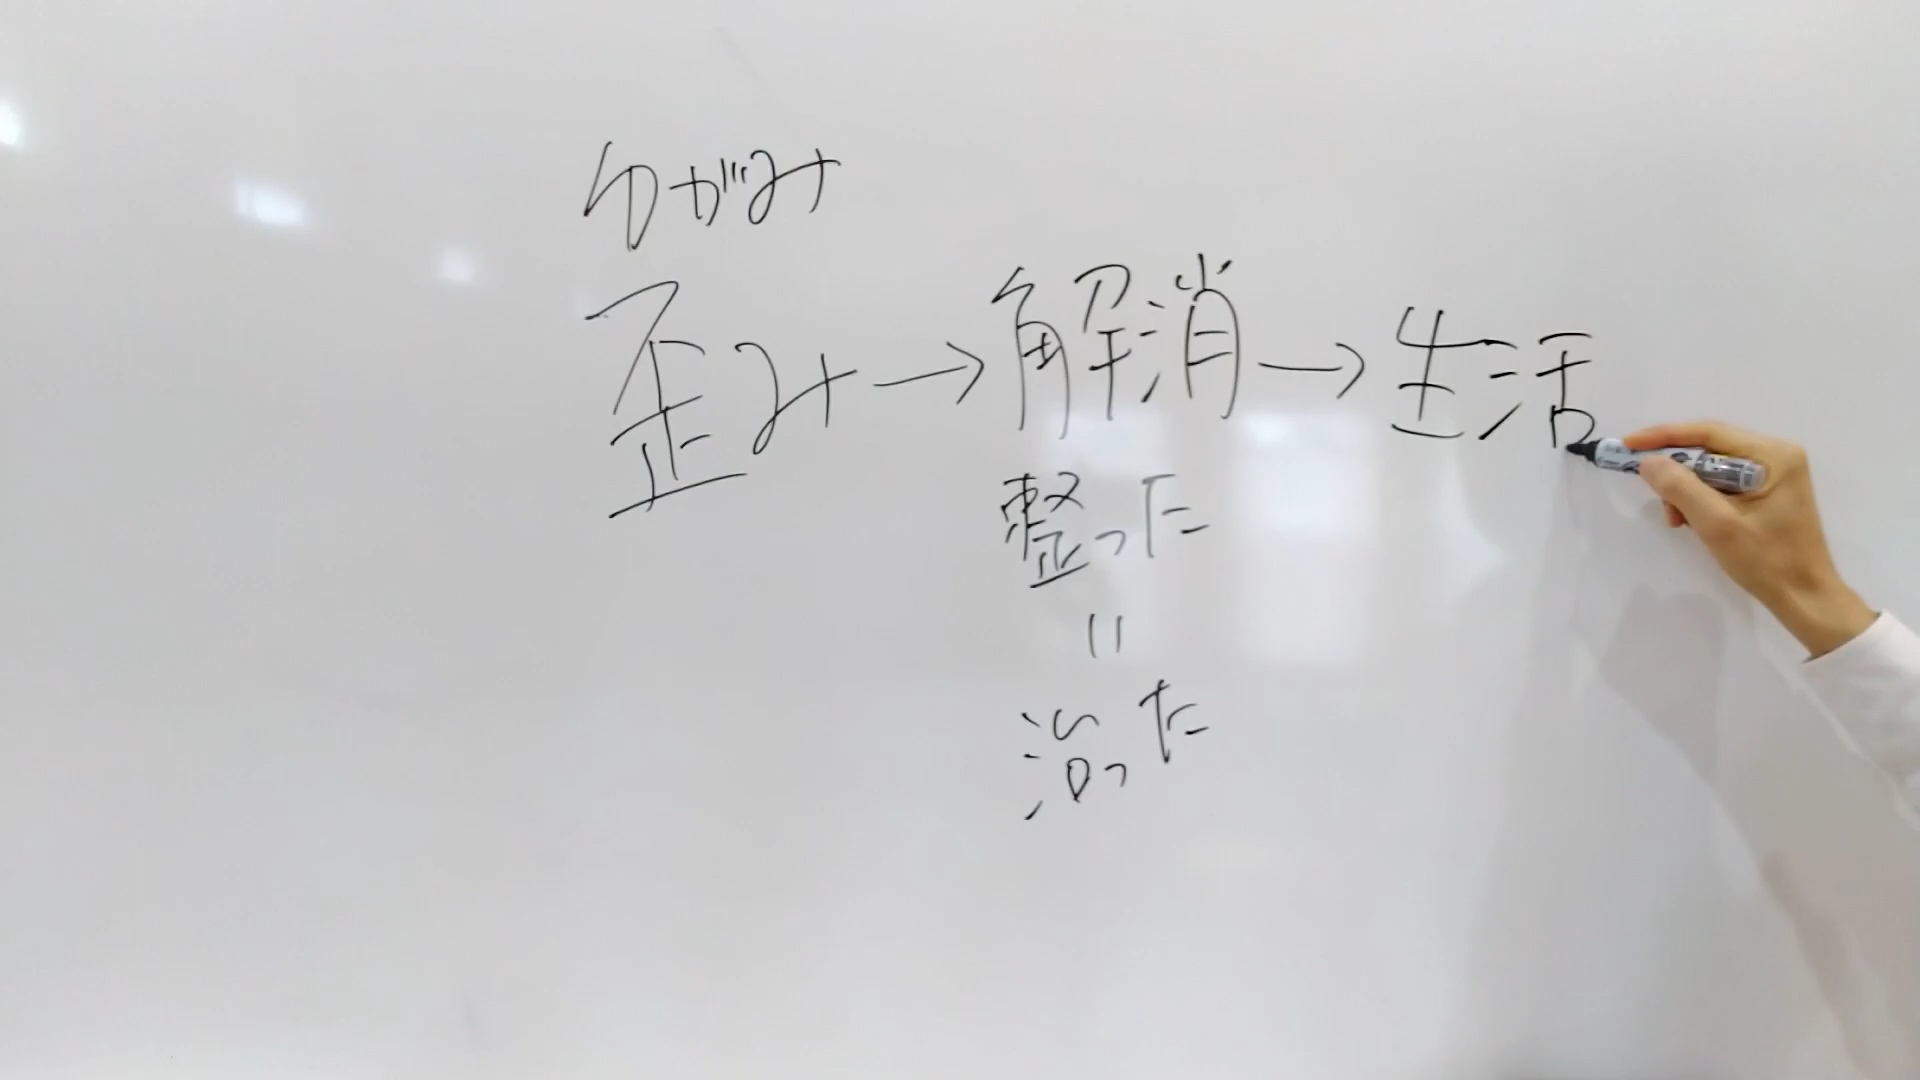 ゆがみ
歪み→解消→生活
整った
=
治った